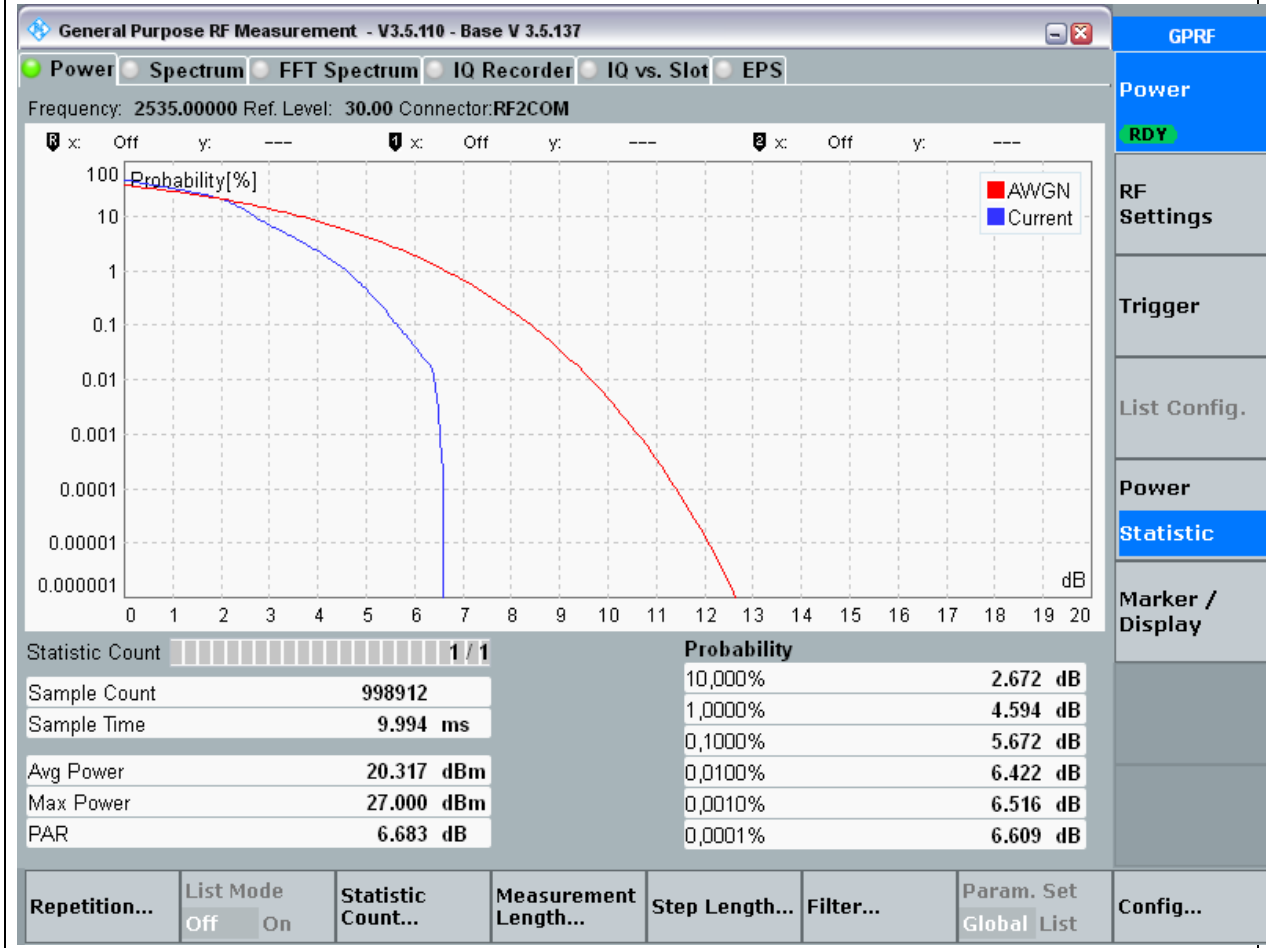 General Purpose RF Measurement - V3.5.110 - Base V 3.5.137
GPRF
Power Spectrum FFT Spectrum IQ Recorder IQ vs. Slot EPS
Frequency: 2535.00000 Ref. Level: 30.00 Connector:RF2COM
R x: Off y: --- 1 x: Off y: --- 2 x: Off y: ---
Probability[%]
AWGN
Current
100
10
1
0.1
0.01
0.001
0.0001
0.00001
0.000001
dB
0 1 2 3 4 5 6 7 8 9 10 11 12 13 14 15 16 17 18 19 20
Statistic Count 1 / 1
Sample Count 998912
Sample Time 9.994 ms
Avg Power 20.317 dBm
Max Power 27.000 dBm
PAR 6.683 dB
Probability
10,000% 2.672 dB
1,0000% 4.594 dB
0,1000% 5.672 dB
0,0100% 6.422 dB
0,0010% 6.516 dB
0,0001% 6.609 dB
Power
RDY
RF
Settings
Trigger
List Config.
Power
Statistic
Marker /
Display
Repetition...
List Mode
Off On
Statistic
Count...
Measurement
Length...
Step Length...
Filter...
Param. Set
Global List
Config...